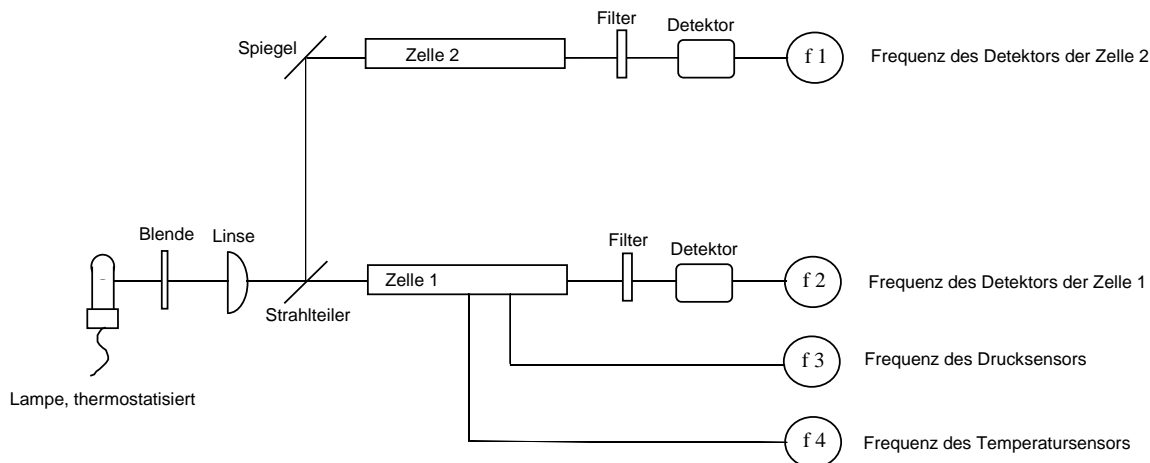 Filter
Detektor
Spiegel
Zelle 2
f 1
Frequenz des Detektors der Zelle 2
Blende
Linse
Filter
Detektor
Zelle 1
f 2
Frequenz des Detektors der Zelle 1
Strahlteiler
f 3
Frequenz des Drucksensors
Lampe, thermostatisiert
f 4
Frequenz des Temperatursensors